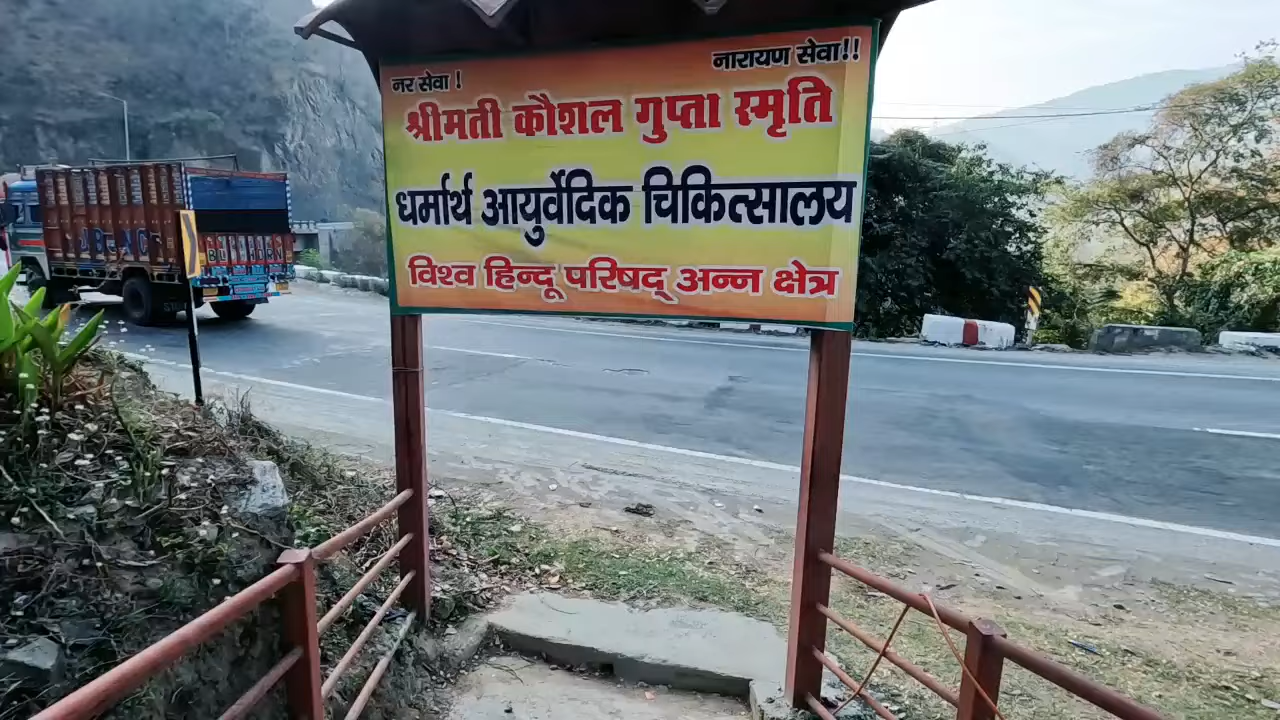 नर सेवा !
नारायण सेवा!!
श्रीमती कौशल गुप्ता स्मृति
धर्मार्थ आयुर्वेदिक चिकित्सालय
विश्व हिन्दू परिषद् अन्न क्षेत्र